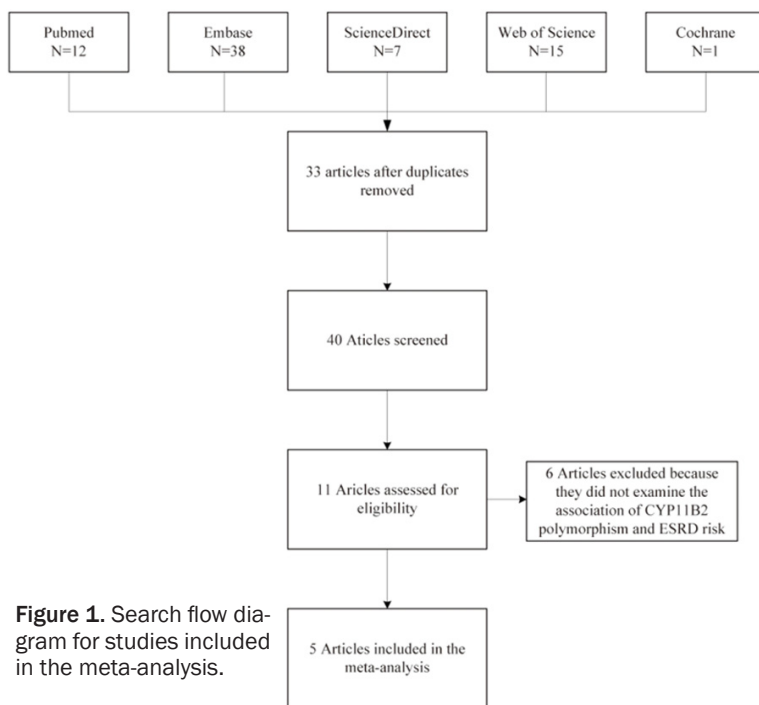 Pubmed
N=12
Embase
N=38
ScienceDirect
N=7
Web of Science
N=15
Cochrane
N=1
33 articles after duplicates
removed
40 Aticles screened
11 Aricles assessed for
eligibility
6 Articles excluded because
they did not examine the
association of CYP11B2
polymorphism and ESRD risk
5 Articles included in the
meta-analysis
Figure 1. Search flow dia-
gram for studies included
in the meta-analysis.